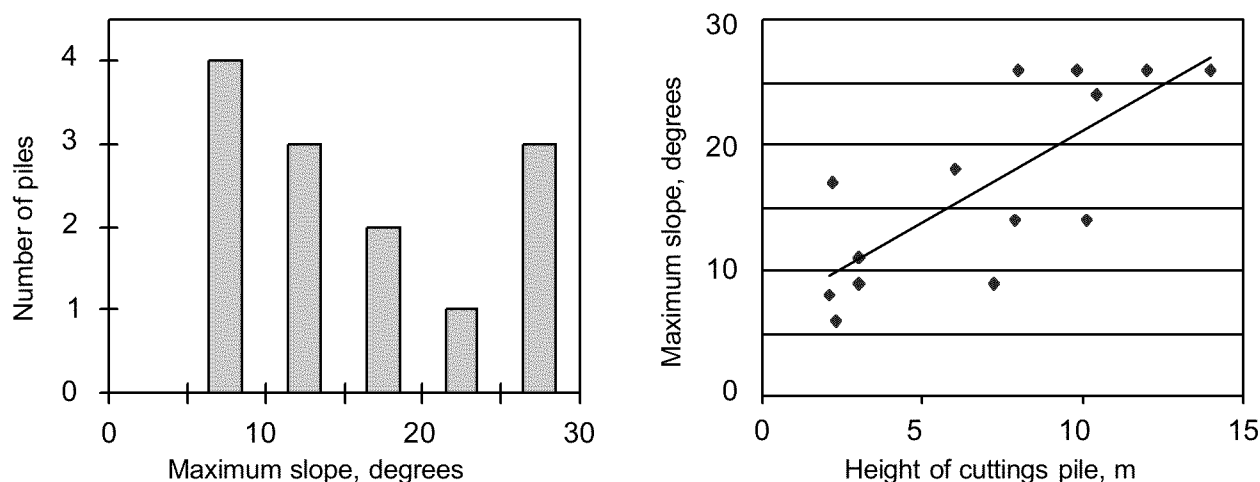 4
3
2
1
0
Number of piles
0 10 20 30
Maximum slope, degrees
30
20
10
0
Maximum slope, degrees
0 5 10 15
Height of cuttings pile, m